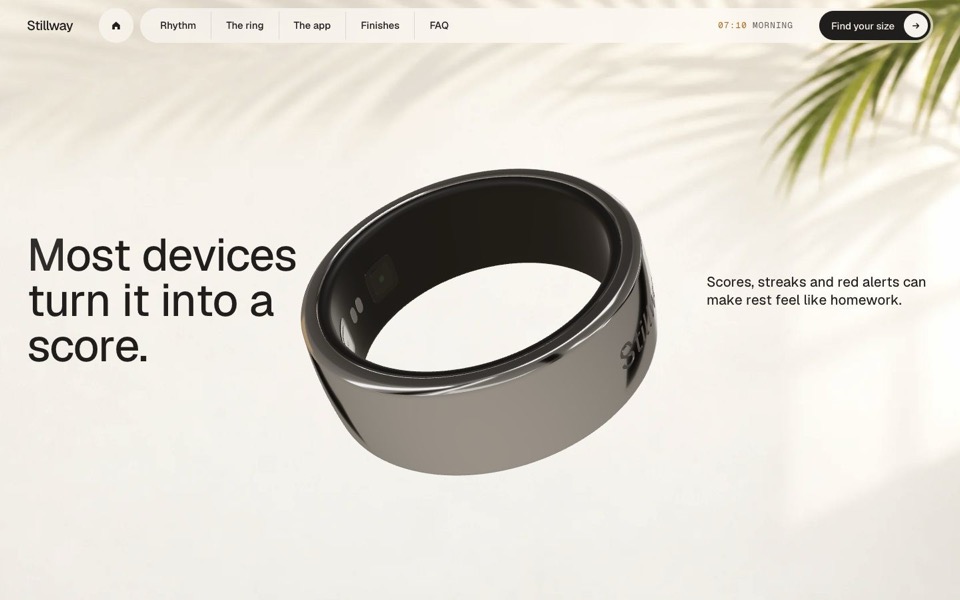 Stillway
Rhythm
The ring
The app
Finishes
FAQ
07:10 MORNING
Find your size
Most devices
turn it into a
score.
Scores, streaks and red alerts can
make rest feel like homework.